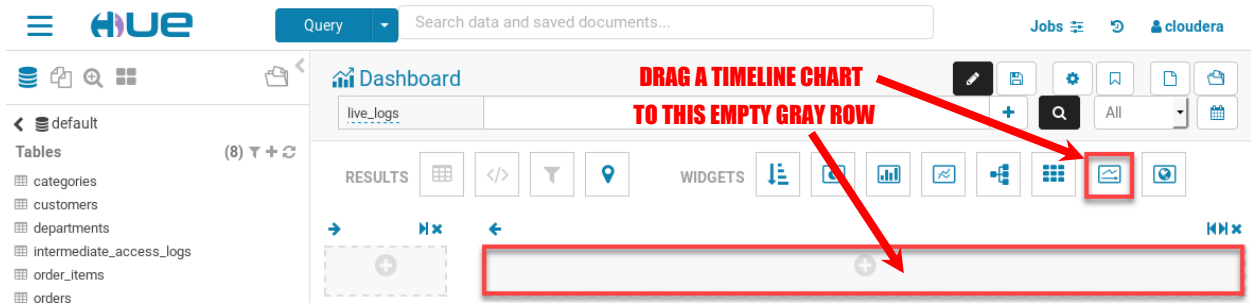 HUE
Query
Search data and saved documents...
Jobs
cloudera
Dashboard
DRAG A TIMELINE CHART
TO THIS EMPTY GRAY ROW
live_logs
All
default
Tables
(8)
RESULTS
WIDGETS
categories
customers
departments
intermediate_access_logs
order_items
orders